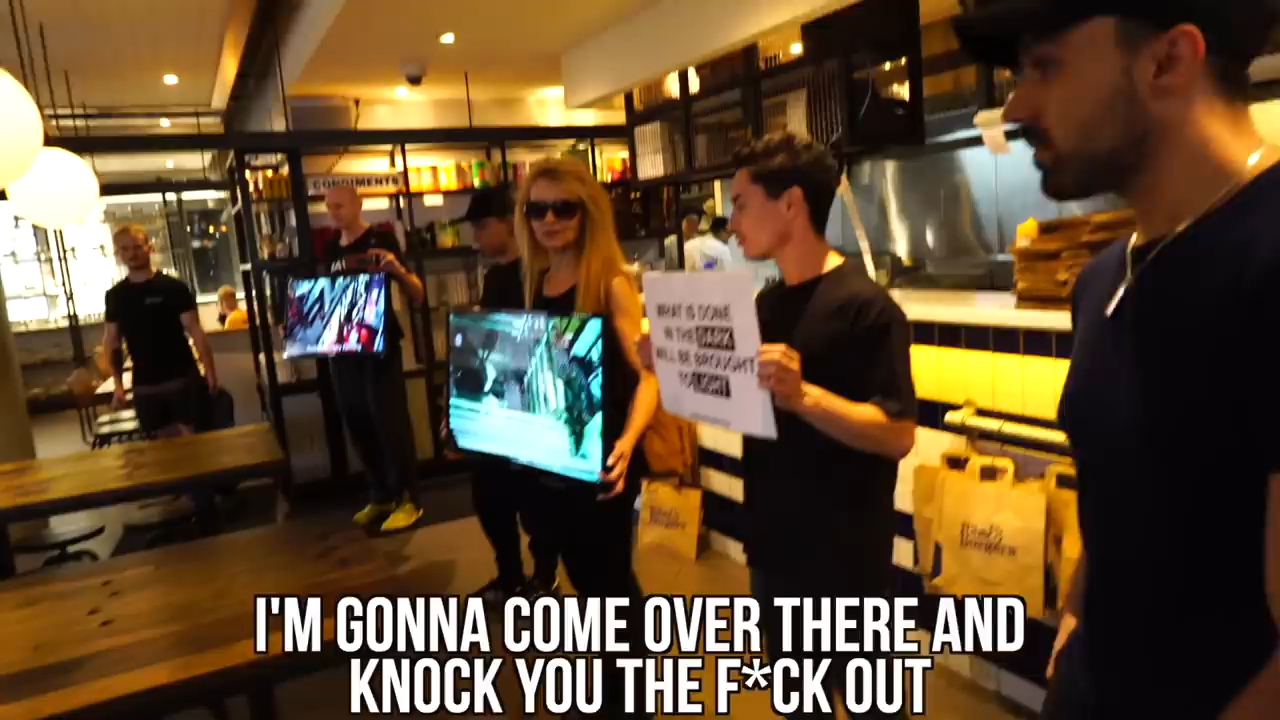 CONDIMENTS
WHAT IS DONE
IN THE DARK
WILL BE BROUGHT
TO LIGHT
I'M GONNA COME OVER THERE AND
KNOCK YOU THE F*CK OUT